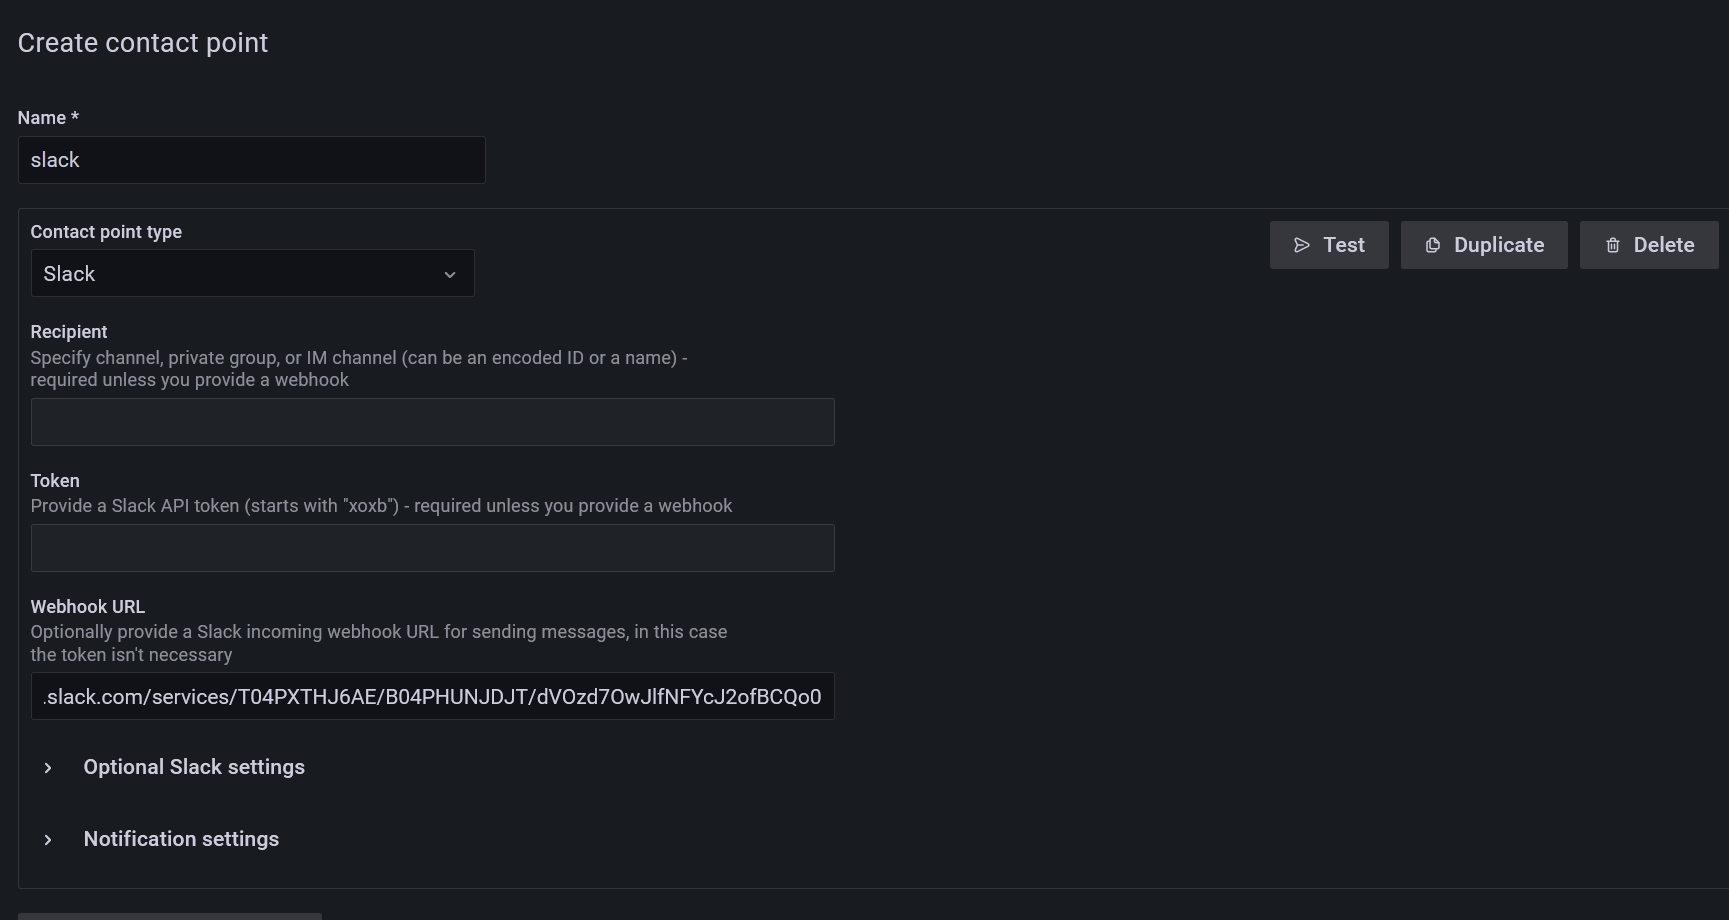 Create contact point
Name *
slack
Contact point type
Test
Duplicate
Delete
Slack
Recipient
Specify channel, private group, or IM channel (can be an encoded ID or a name) -
required unless you provide a webhook
Token
Provide a Slack API token (starts with "xoxb") - required unless you provide a webhook
Webhook URL
Optionally provide a Slack incoming webhook URL for sending messages, in this case
the token isn't necessary
.slack.com/services/T04PXTHJ6AE/B04PHUNJDJT/dVOzd7OwJlfNFYcJ2ofBCQo0
Optional Slack settings
Notification settings